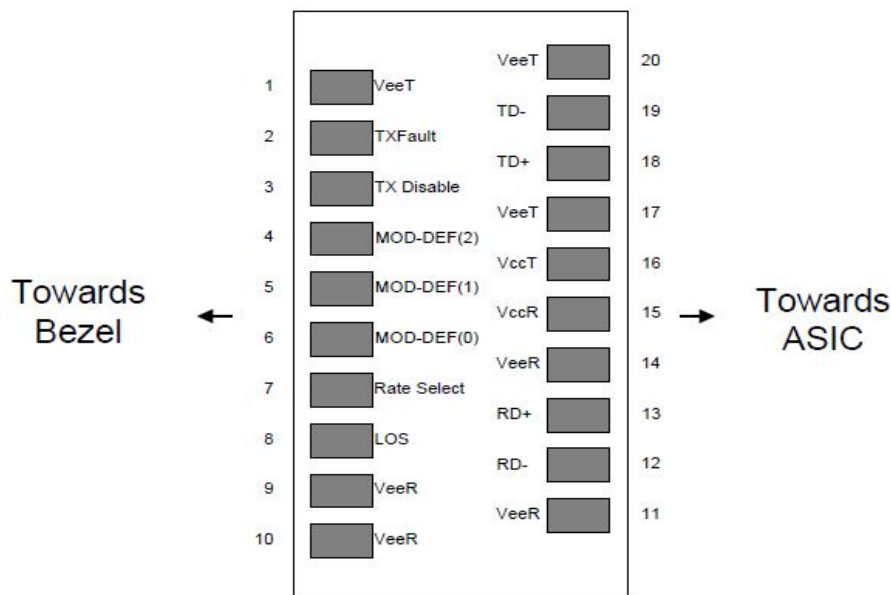 1 VeeT
2 TXFault
3 TX Disable
4 MOD-DEF(2)
5 MOD-DEF(1)
6 MOD-DEF(0)
7 Rate Select
8 LOS
9 VeeR
10 VeeR
VeeT 20
TD- 19
TD+ 18
VeeT 17
VccT 16
VccR 15
VeeR 14
RD+ 13
RD- 12
VeeR 11
Towards
Bezel
Towards
ASIC